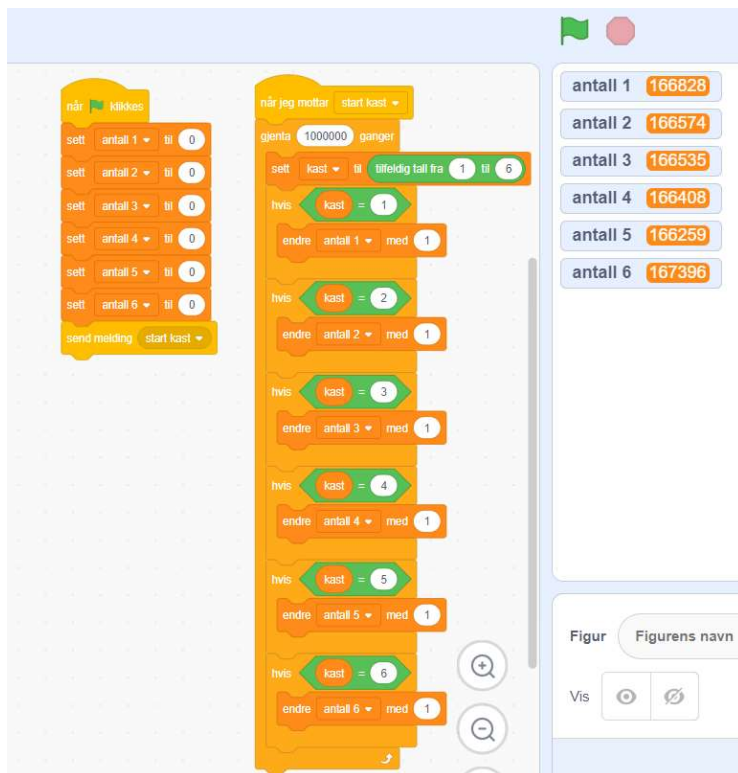 når klikkes
sett antall 1 til 0
sett antall 2 til 0
sett antall 3 til 0
sett antall 4 til 0
sett antall 5 til 0
sett antall 6 til 0
send melding start kast
når jeg mottar start kast
gjenta 1000000 ganger
sett kast til tilfeldig tall fra 1 til 6
hvis kast = 1
endre antall 1 med 1
hvis kast = 2
endre antall 2 med 1
hvis kast = 3
endre antall 3 med 1
hvis kast = 4
endre antall 4 med 1
hvis kast = 5
endre antall 5 med 1
hvis kast = 6
endre antall 6 med 1
antall 1 166828
antall 2 166574
antall 3 166535
antall 4 166408
antall 5 166259
antall 6 167396
Figur Figurens navn
Vis